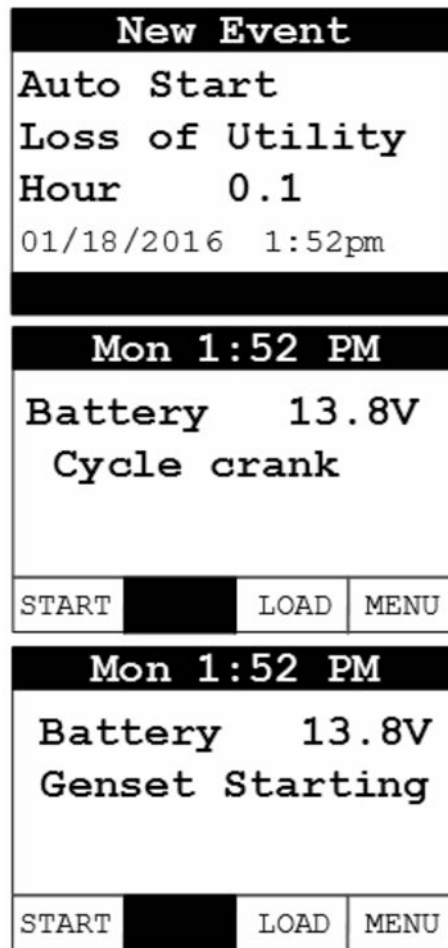 New Event
Auto Start
Loss of Utility
Hour 0.1
01/18/2016 1:52pm
Mon 1:52 PM
Battery 13.8V
Cycle crank
START LOAD MENU
Mon 1:52 PM
Battery 13.8V
Genset Starting
START LOAD MENU